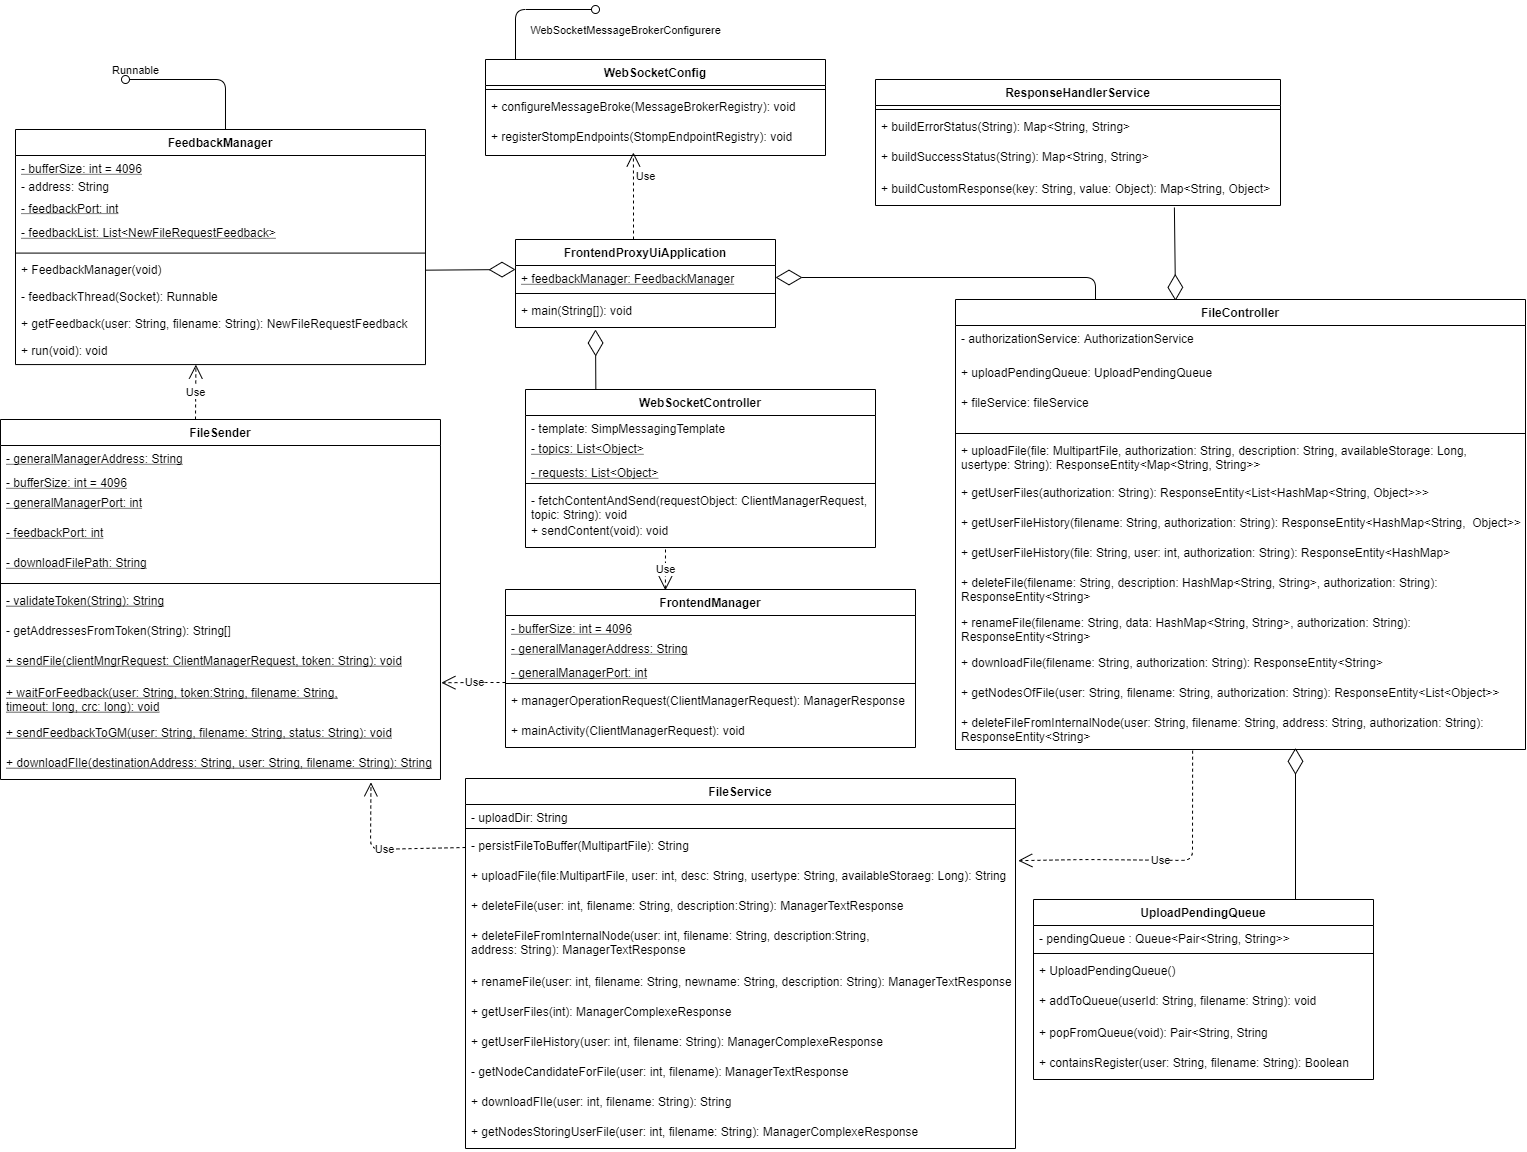 WebSocketMessageBrokerConfigurere
Runnable
WebSocketConfig
+ configureMessageBroke(MessageBrokerRegistry): void
+ registerStompEndpoints(StompEndpointRegistry): void
Use
ResponseHandlerService
+ buildErrorStatus(String): Map<String, String>
+ buildSuccessStatus(String): Map<String, String>
+ buildCustomResponse(key: String, value: Object): Map<String, Object>
FeedbackManager
- bufferSize: int = 4096
- address: String
- feedbackPort: int
- feedbackList: List<NewFileRequestFeedback>
+ FeedbackManager(void)
- feedbackThread(Socket): Runnable
+ getFeedback(user: String, filename: String): NewFileRequestFeedback
+ run(void): void
Use
FrontendProxyUiApplication
+ feedbackManager: FeedbackManager
+ main(String[]): void
FileController
- authorizationService: AuthorizationService
+ uploadPendingQueue: UploadPendingQueue
+ fileService: fileService
+ uploadFile(file: MultipartFile, authorization: String, description: String, availableStorage: Long,
usertype: String): ResponseEntity<Map<String, String>>
+ getUserFiles(authorization: String): ResponseEntity<List<HashMap<String, Object>>>
+ getUserFileHistory(filename: String, authorization: String): ResponseEntity<HashMap<String, Object>>
+ getUserFileHistory(file: String, user: int, authorization: String): ResponseEntity<HashMap>
+ deleteFile(filename: String, description: HashMap<String, String>, authorization: String):
ResponseEntity<String>
+ renameFile(filename: String, data: HashMap<String, String>, authorization: String):
ResponseEntity<String>
+ downloadFile(filename: String, authorization: String): ResponseEntity<String>
+ getNodesOfFile(user: String, filename: String, authorization: String): ResponseEntity<List<Object>>
+ deleteFileFromInternalNode(user: String, filename: String, address: String, authorization: String):
ResponseEntity<String>
WebSocketController
- template: SimpMessagingTemplate
- topics: List<Object>
- requests: List<Object>
- fetchContentAndSend(requestObject: ClientManagerRequest,
topic: String): void
+ sendContent(void): void
Use
FileSender
- generalManagerAddress: String
- bufferSize: int = 4096
- generalManagerPort: int
- feedbackPort: int
- downloadFilePath: String
- validateToken(String): String
- getAddressesFromToken(String): String[]
+ sendFile(clientMngrRequest: ClientManagerRequest, token: String): void
+ waitForFeedback(user: String, token:String, filename: String,
timeout: long, crc: long): void
+ sendFeedbackToGM(user: String, filename: String, status: String): void
+ downloadFIle(destinationAddress: String, user: String, filename: String): String
FrontendManager
- bufferSize: int = 4096
- generalManagerAddress: String
- generalManagerPort: int
+ managerOperationRequest(ClientManagerRequest): ManagerResponse
+ mainActivity(ClientManagerRequest): void
Use
Use
Use
FileService
- uploadDir: String
- persistFileToBuffer(MultipartFile): String
+ uploadFile(file:MultipartFile, user: int, desc: String, usertype: String, availableStoraeg: Long): String
+ deleteFile(user: int, filename: String, description:String): ManagerTextResponse
+ deleteFileFromInternalNode(user: int, filename: String, description:String,
address: String): ManagerTextResponse
+ renameFile(user: int, filename: String, newname: String, description: String): ManagerTextResponse
+ getUserFiles(int): ManagerComplexeResponse
+ getUserFileHistory(user: int, filename: String): ManagerComplexeResponse
- getNodeCandidateForFile(user: int, filename): ManagerTextResponse
+ downloadFIle(user: int, filename: String): String
+ getNodesStoringUserFile(user: int, filename: String): ManagerComplexeResponse
UploadPendingQueue
- pendingQueue : Queue<Pair<String, String>>
+ UploadPendingQueue()
+ addToQueue(userId: String, filename: String): void
+ popFromQueue(void): Pair<String, String
+ containsRegister(user: String, filename: String): Boolean